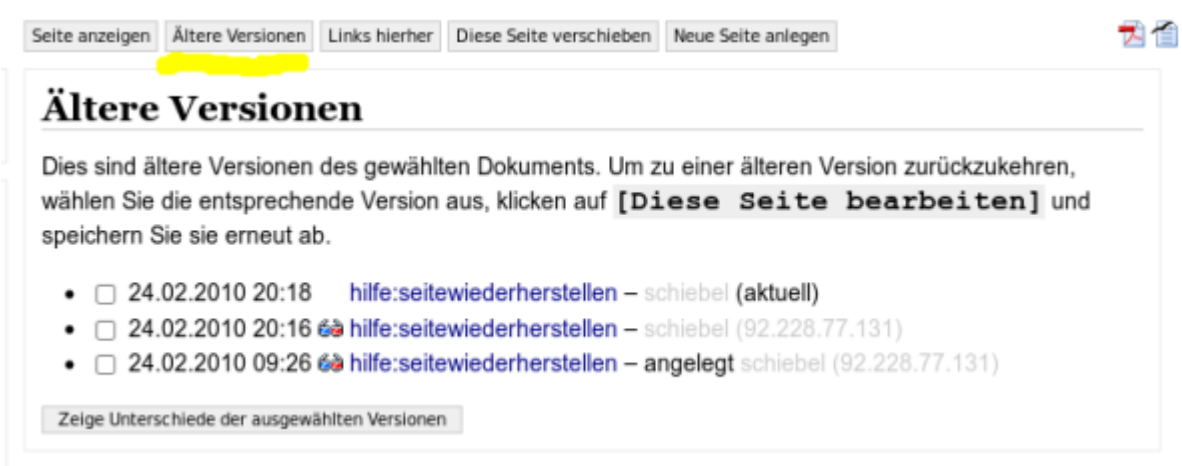 Seite anzeigen Ältere Versionen Links hierher Diese Seite verschieben Neue Seite anlegen
Ältere Versionen
Dies sind ältere Versionen des gewählten Dokuments. Um zu einer älteren Version zurückzukehren,
wählen Sie die entsprechende Version aus, klicken auf [Diese Seite bearbeiten] und
speichern Sie sie erneut ab.
24.02.2010 20:18 hilfe:seitewiederherstellen – schiebel (aktuell)
24.02.2010 20:16 hilfe:seitewiederherstellen – schiebel (92.228.77.131)
24.02.2010 09:26 hilfe:seitewiederherstellen – angelegt schiebel (92.228.77.131)
Zeige Unterschiede der ausgewählten Versionen